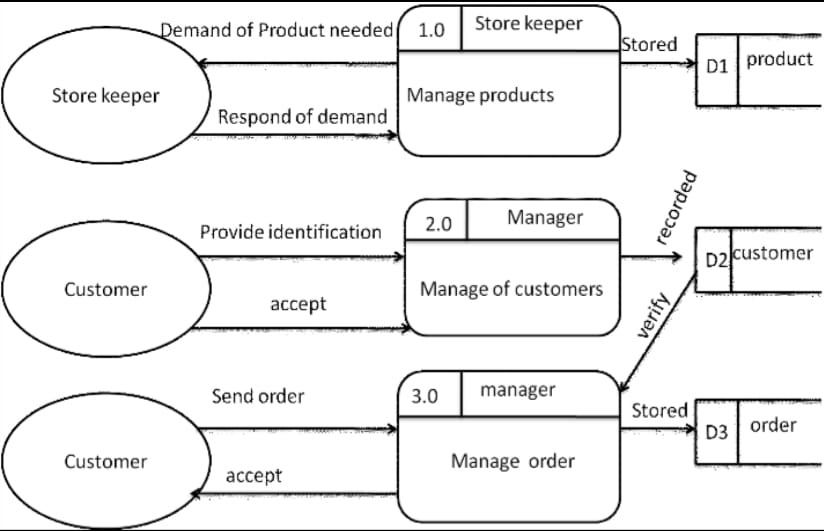 Demand of Product needed
1.0
Store keeper
Stored
D1
product
Store keeper
Manage products
Respond of demand
recorded
Provide identification
2.0
Manager
D2
customer
Customer
accept
Manage of customers
verify
Send order
3.0
manager
Stored
D3
order
Customer
accept
Manage order